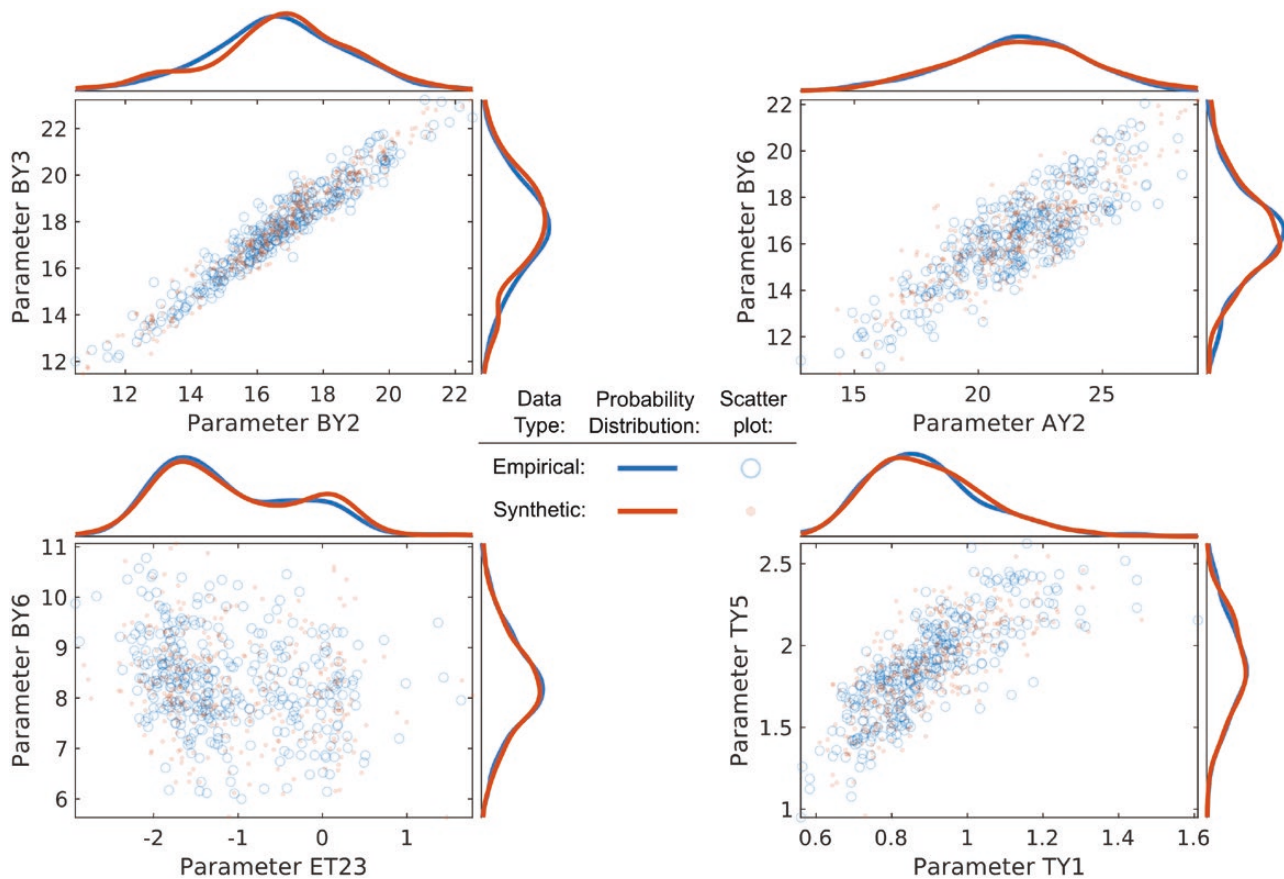 Parameter BY3
22
20
18
16
14
12
12 14 16 18 20 22
Parameter BY2
Parameter BY6
22
20
18
16
14
12
15 20 25
Parameter AY2
Data Probability Scatter
Type: Distribution: plot:
Empirical:
Synthetic:
Parameter BY6
11
10
9
8
7
6
-2 -1 0 1
Parameter ET23
Parameter TY5
2.5
2
1.5
1
0.6 0.8 1 1.2 1.4 1.6
Parameter TY1